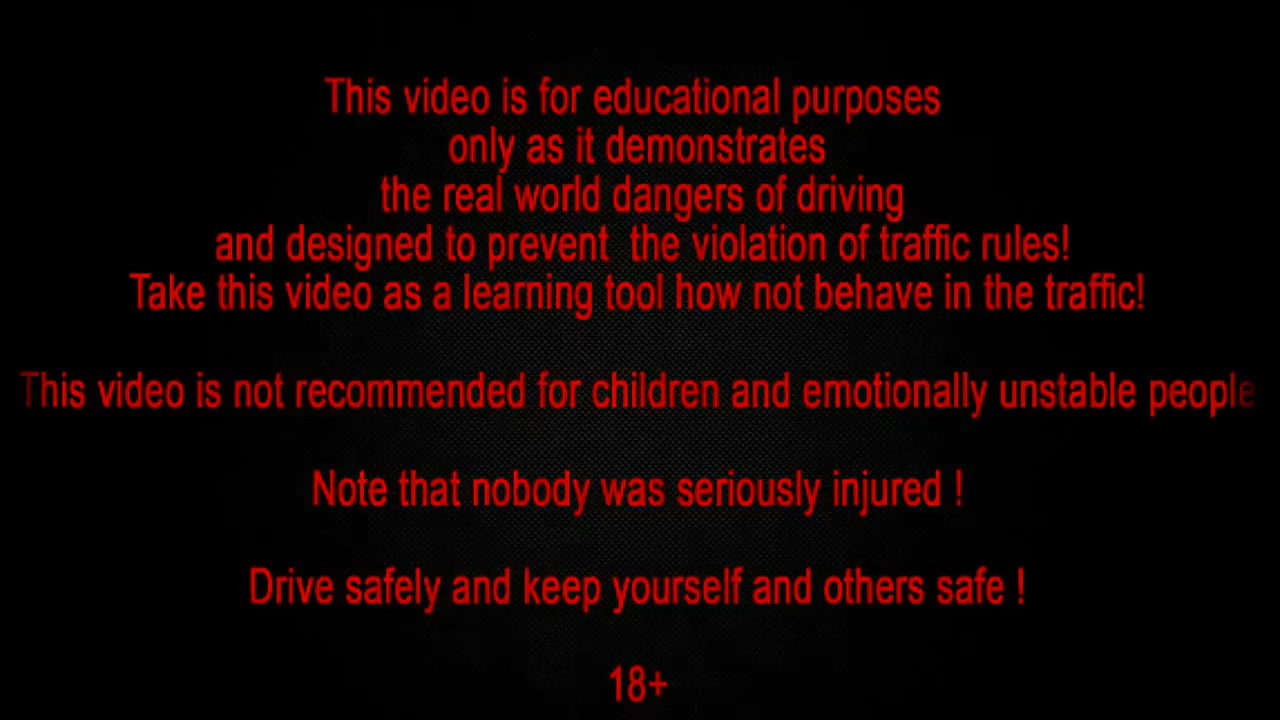 This video is for educational purposes
only as it demonstrates
the real world dangers of driving
and designed to prevent the violation of traffic rules!
Take this video as a learning tool how not behave in the traffic!
This video is not recommended for children and emotionally unstable people
Note that nobody was seriously injured !
Drive safely and keep yourself and others safe !
18+